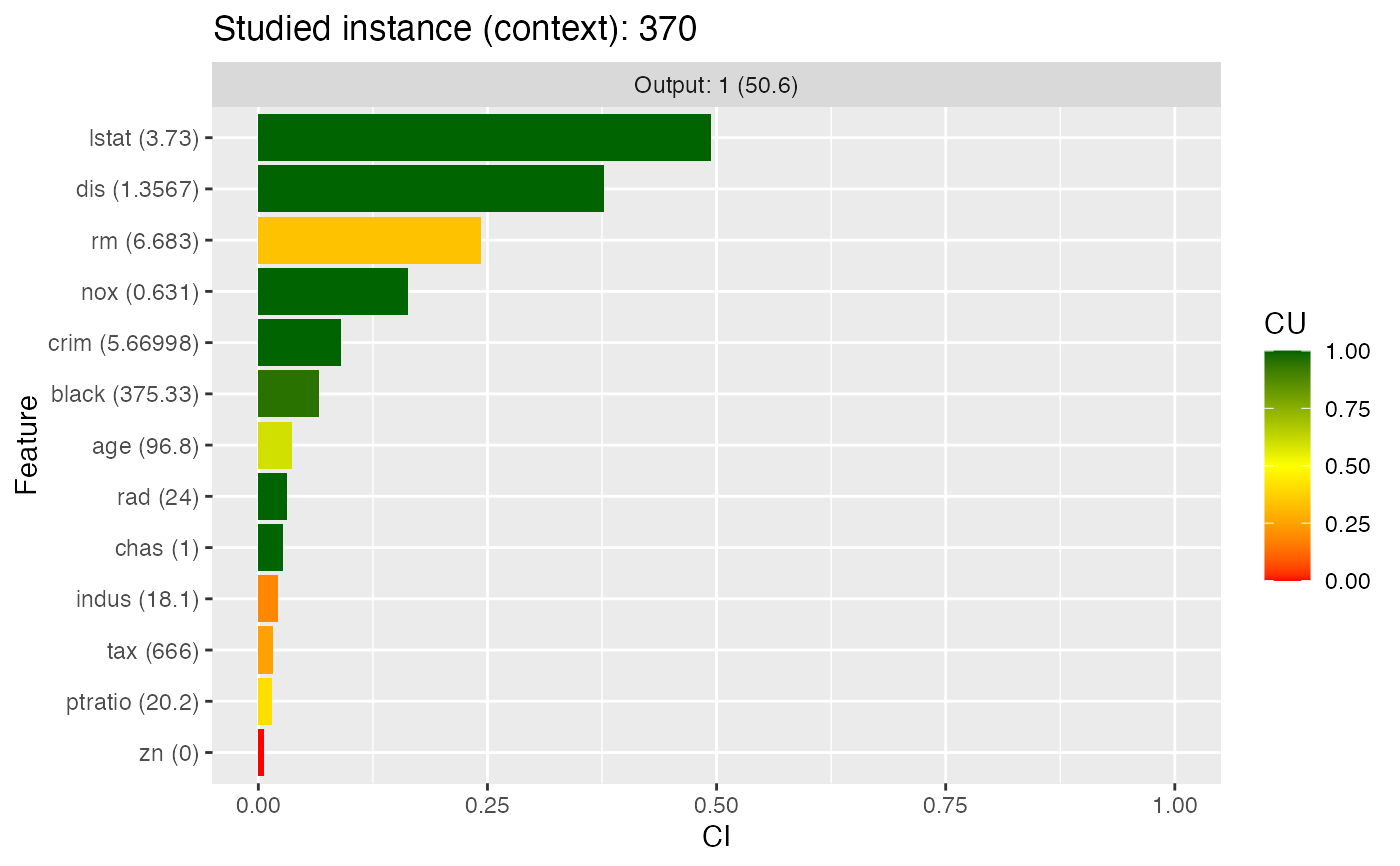 Studied instance (context): 370
Output: 1 (50.6)
Feature
lstat (3.73)
dis (1.3567)
rm (6.683)
nox (0.631)
crim (5.66998)
black (375.33)
age (96.8)
rad (24)
chas (1)
indus (18.1)
tax (666)
ptratio (20.2)
zn (0)
0.00 0.25 0.50 0.75 1.00
CI
CU
1.00
0.75
0.50
0.25
0.00